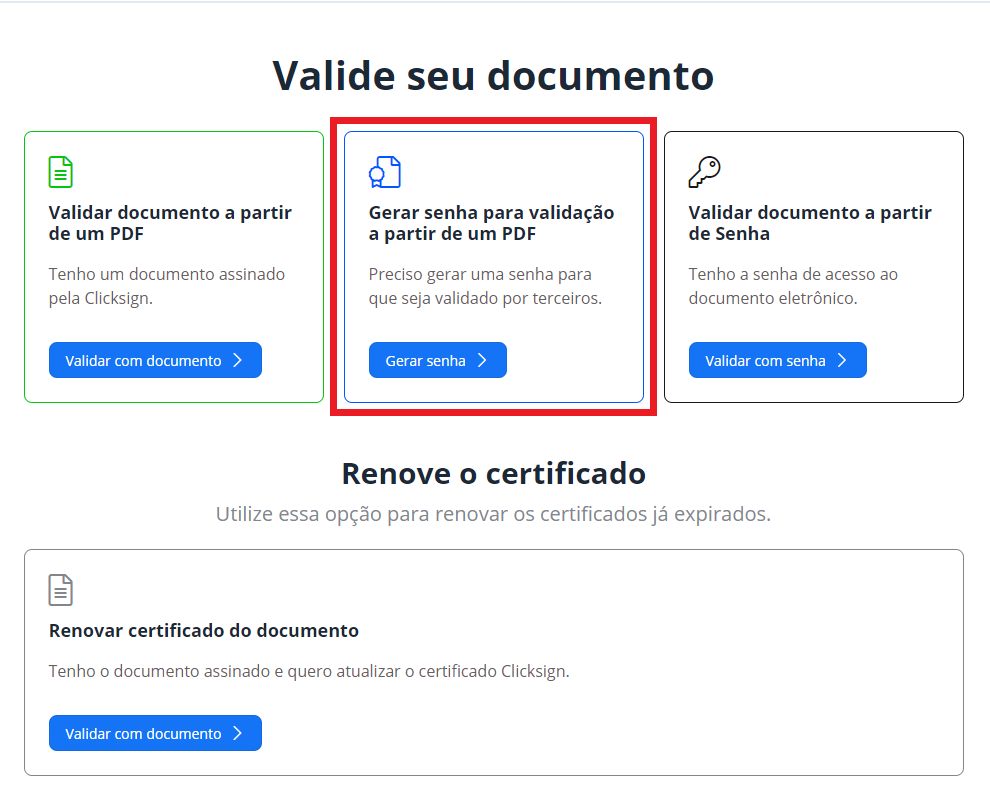 Valide seu documento
Validar documento a partir
de um PDF
Tenho um documento assinado
pela Clicksign.
Validar com documento
Gerar senha para validação
a partir de um PDF
Preciso gerar uma senha para
que seja validado por terceiros.
Gerar senha
Validar documento a partir
de Senha
Tenho a senha de acesso ao
documento eletrônico.
Validar com senha
Renove o certificado
Utilize essa opção para renovar os certificados já expirados.
Renovar certificado do documento
Tenho o documento assinado e quero atualizar o certificado Clicksign.
Validar com documento